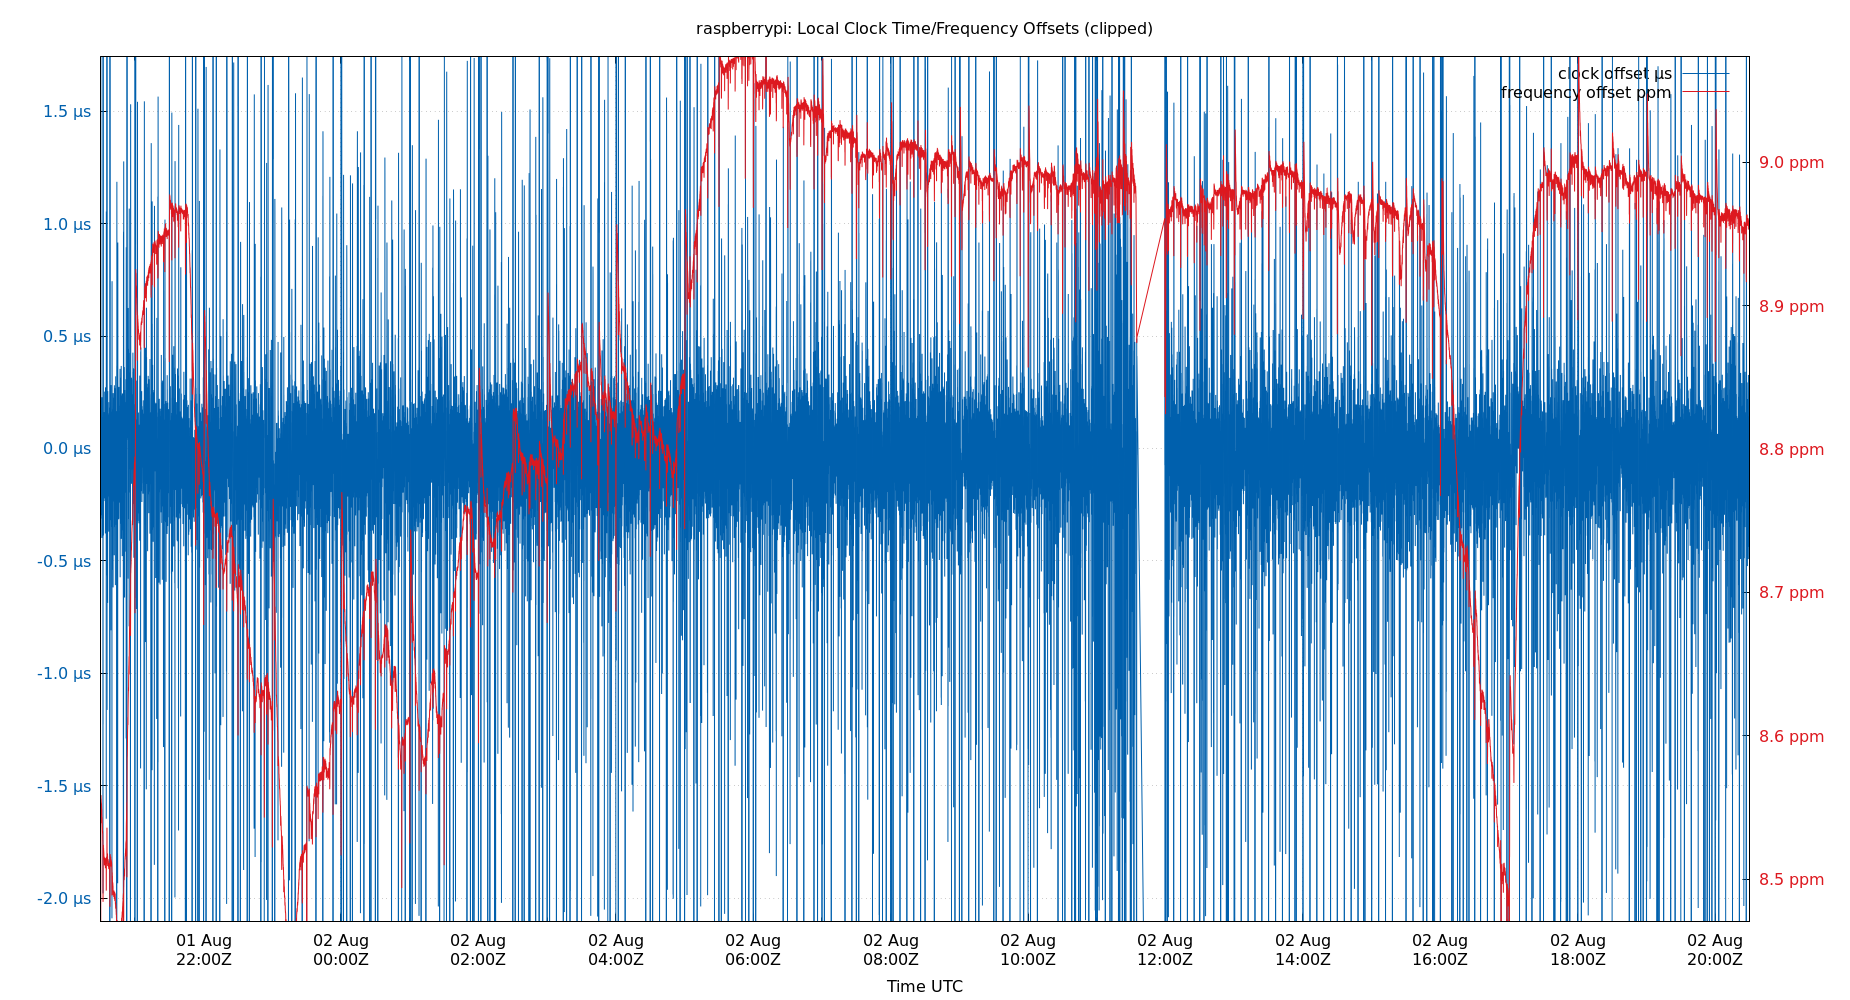 raspberrypi: Local Clock Time/Frequency Offsets (clipped)
clock offset µs
frequency offset ppm
1.5 µs
1.0 µs
0.5 µs
0.0 µs
-0.5 µs
-1.0 µs
-1.5 µs
-2.0 µs
9.0 ppm
8.9 ppm
8.8 ppm
8.7 ppm
8.6 ppm
8.5 ppm
01 Aug 02 Aug 02 Aug 02 Aug 02 Aug 02 Aug 02 Aug 02 Aug 02 Aug 02 Aug 02 Aug 02 Aug
22:00Z 00:00Z 02:00Z 04:00Z 06:00Z 08:00Z 10:00Z 12:00Z 14:00Z 16:00Z 18:00Z 20:00Z
Time UTC